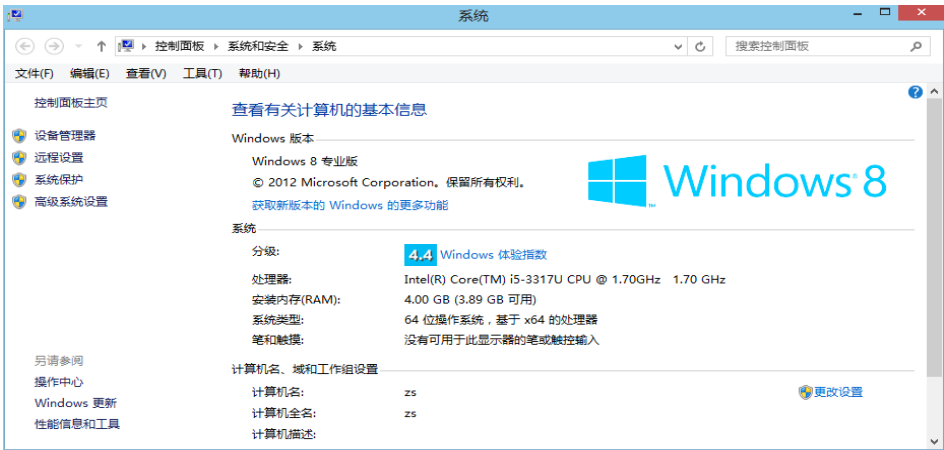 系统
控制面板 系统和安全 系统
搜索控制面板
文件(F) 编辑(E) 查看(V) 工具(T) 帮助(H)
控制面板主页
设备管理器
远程设置
系统保护
高级系统设置
另请参阅
操作中心
Windows 更新
性能信息和工具
查看有关计算机的基本信息
Windows 版本
Windows 8 专业版
© 2012 Microsoft Corporation。保留所有权利。
获取新版本的 Windows 的更多功能
Windows 8
系统
分级: 4.4 Windows 体验指数
处理器: Intel(R) Core(TM) i5-3317U CPU @ 1.70GHz 1.70 GHz
安装内存(RAM): 4.00 GB (3.89 GB 可用)
系统类型: 64 位操作系统，基于 x64 的处理器
笔和触摸: 没有可用于此显示器的笔或触控输入
计算机名、域和工作组设置
计算机名: zs 更改设置
计算机全名: zs
计算机描述: